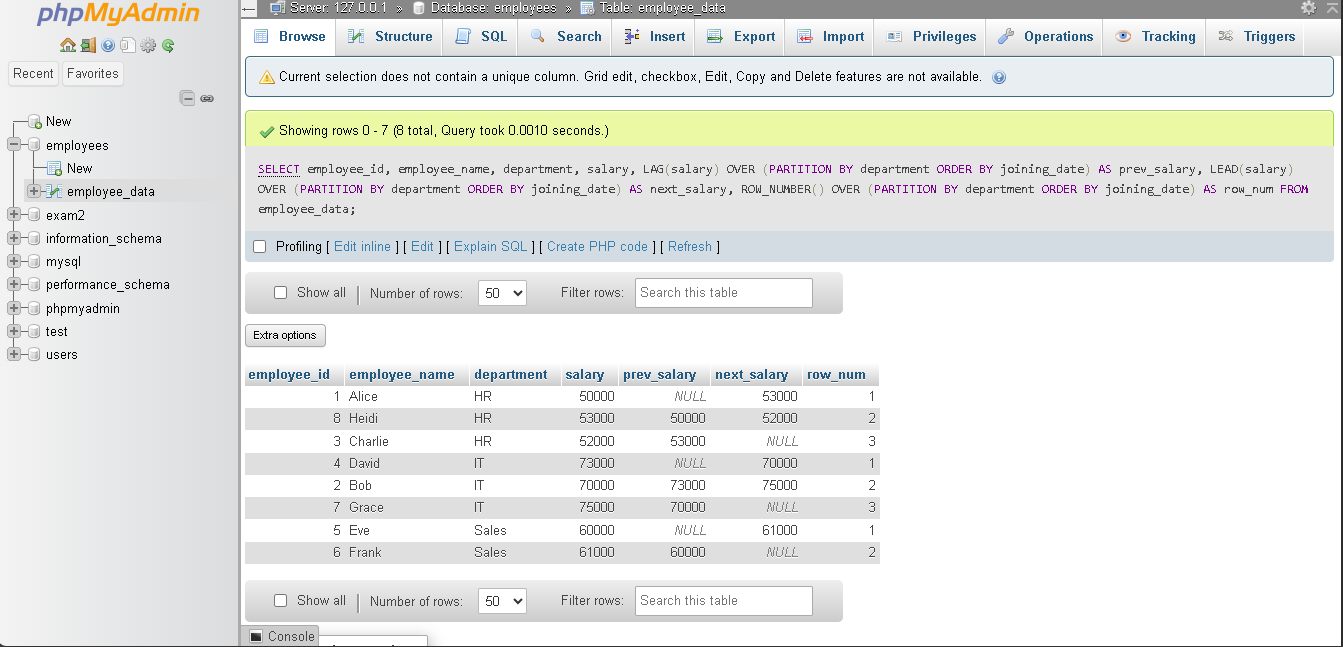 phpMyAdmin
Recent Favorites
New
employees
New
employee_data
exam2
information_schema
mysql
performance_schema
phpmyadmin
test
users
Server: 127.0.0.1 » Database: employees » Table: employee_data
Browse Structure SQL Search Insert Export Import Privileges Operations Tracking Triggers
Current selection does not contain a unique column. Grid edit, checkbox, Edit, Copy and Delete features are not available.
Showing rows 0 - 7 (8 total, Query took 0.0010 seconds.)
SELECT employee_id, employee_name, department, salary, LAG(salary) OVER (PARTITION BY department ORDER BY joining_date) AS prev_salary, LEAD(salary)
OVER (PARTITION BY department ORDER BY joining_date) AS next_salary, ROW_NUMBER() OVER (PARTITION BY department ORDER BY joining_date) AS row_num FROM
employee_data;
Profiling [ Edit inline ] [ Edit ] [ Explain SQL ] [ Create PHP code ] [ Refresh ]
Show all | Number of rows: 50 Filter rows: Search this table
Extra options
employee_id employee_name department salary prev_salary next_salary row_num
1 Alice HR 50000 NULL 53000 1
8 Heidi HR 53000 50000 52000 2
3 Charlie HR 52000 53000 NULL 3
4 David IT 73000 NULL 70000 1
2 Bob IT 70000 73000 75000 2
7 Grace IT 75000 70000 NULL 3
5 Eve Sales 60000 NULL 61000 1
6 Frank Sales 61000 60000 NULL 2
Show all | Number of rows: 50 Filter rows: Search this table
Console